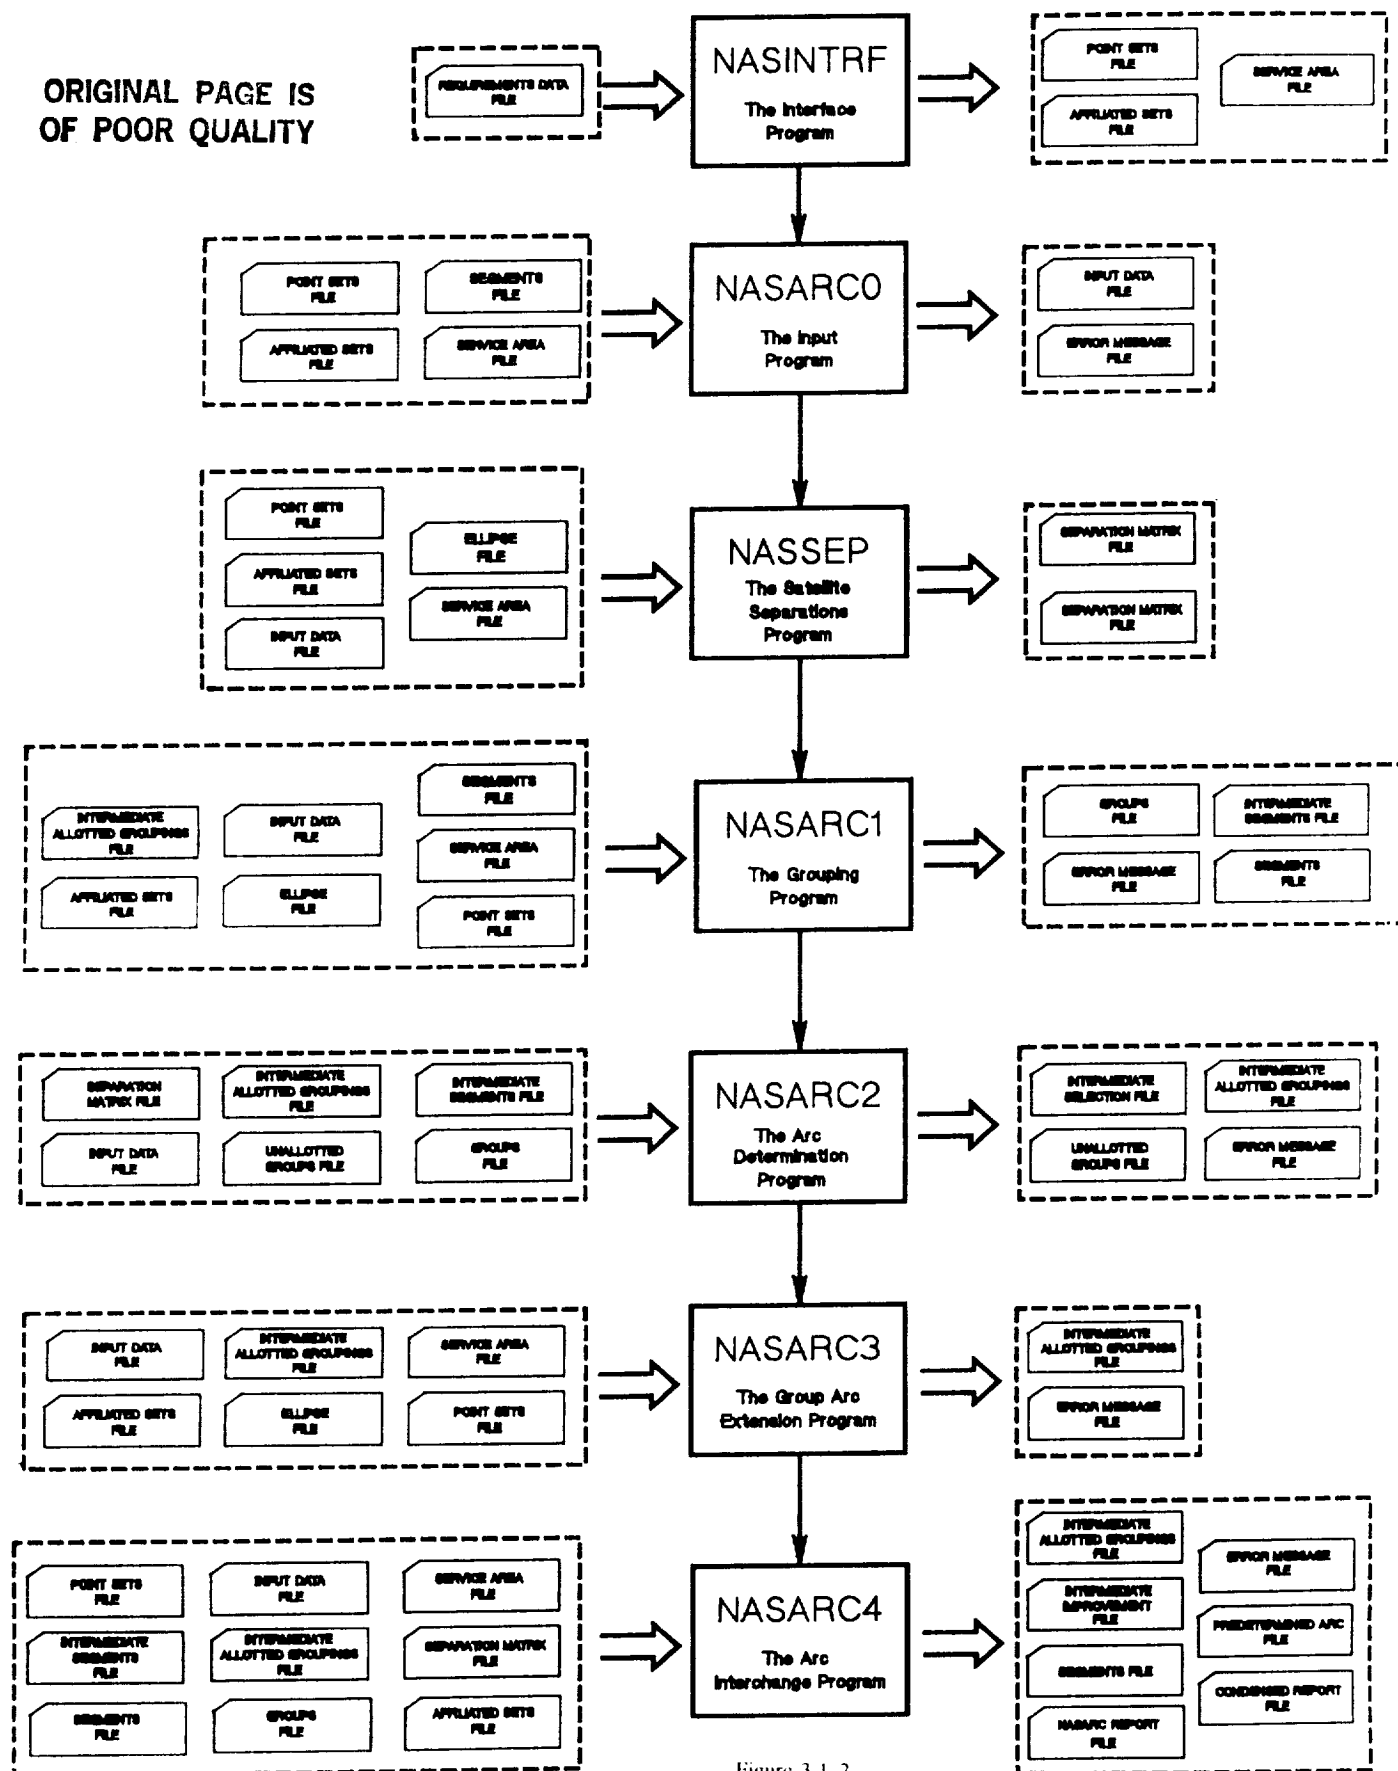 ORIGINAL PAGE IS
OF POOR QUALITY
REQUIREMENTS DATA
FILE
NASINTRF
The Interface
Program
POINT SETS
FILE
AFFILIATED SETS
FILE
SERVICE AREA
FILE
POINT SETS
FILE
SEGMENTS
FILE
AFFILIATED SETS
FILE
SERVICE AREA
FILE
NASARC0
The Input
Program
INPUT DATA
FILE
ERROR MESSAGE
FILE
POINT SETS
FILE
AFFILIATED SETS
FILE
INPUT DATA
FILE
ELLIPSE
FILE
SERVICE AREA
FILE
NASSEP
The Satellite
Separations
Program
SEPARATION MATRIX
FILE
SEPARATION MATRIX
FILE
INTERMEDIATE
ALLOTTED GROUPINGS
FILE
AFFILIATED SETS
FILE
INPUT DATA
FILE
ELLIPSE
FILE
SEGMENTS
FILE
SERVICE AREA
FILE
POINT SETS
FILE
NASARC1
The Grouping
Program
GROUPS
FILE
INTERMEDIATE
SEGMENTS FILE
ERROR MESSAGE
FILE
SEGMENTS
FILE
SEPARATION
MATRIX FILE
INTERMEDIATE
ALLOTTED GROUPINGS
FILE
INTERMEDIATE
SEGMENTS FILE
INPUT DATA
FILE
UNALLOTTED
GROUPS FILE
GROUPS
FILE
NASARC2
The Arc
Determination
Program
INTERMEDIATE
SELECTION FILE
INTERMEDIATE
ALLOTTED GROUPINGS
FILE
UNALLOTTED
GROUPS FILE
ERROR MESSAGE
FILE
INPUT DATA
FILE
INTERMEDIATE
ALLOTTED GROUPINGS
FILE
SERVICE AREA
FILE
AFFILIATED SETS
FILE
ELLIPSE
FILE
POINT SETS
FILE
NASARC3
The Group Arc
Extension Program
INTERMEDIATE
ALLOTTED GROUPINGS
FILE
ERROR MESSAGE
FILE
POINT SETS
FILE
INPUT DATA
FILE
SERVICE AREA
FILE
INTERMEDIATE
SEGMENTS
FILE
INTERMEDIATE
ALLOTTED GROUPINGS
FILE
SEPARATION MATRIX
FILE
SEGMENTS
FILE
GROUPS
FILE
AFFILIATED SETS
FILE
NASARC4
The Arc
Interchange Program
INTERMEDIATE
ALLOTTED GROUPINGS
FILE
INTERMEDIATE
IMPROVEMENT
FILE
SEGMENTS FILE
NASARC REPORT
FILE
ERROR MESSAGE
FILE
PREDETERMINED ARC
FILE
CONDENSED REPORT
FILE
Figure 3.1-2